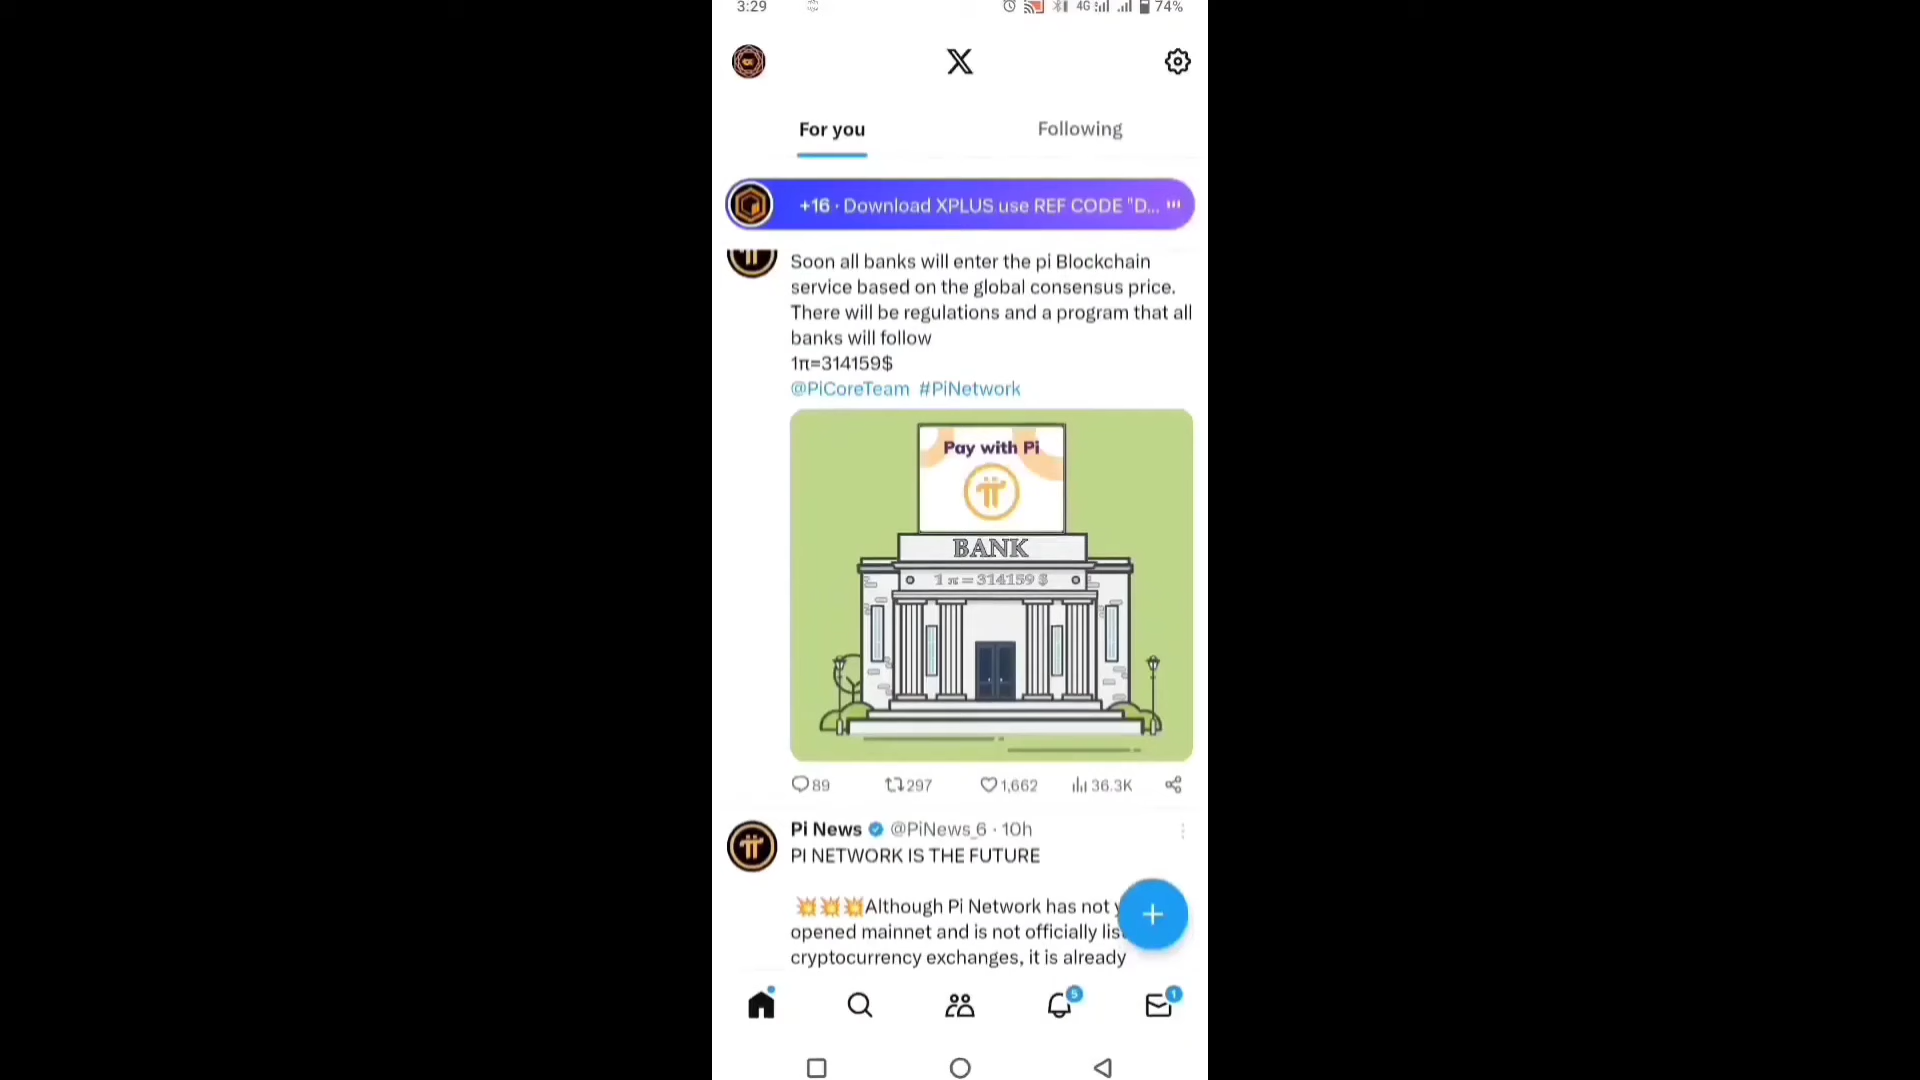 3:29
4G
74%
X
For you
Following
+16 · Download XPLUS use REF CODE "D...
Soon all banks will enter the pi Blockchain
service based on the global consensus price.
There will be regulations and a program that all
banks will follow
1π=314159$
@PiCoreTeam #PiNetwork
Pay with Pi
BANK
1 π = 314159 $
89
297
1,662
36.3K
Pi News @PiNews_6 · 10h
PI NETWORK IS THE FUTURE
💥💥💥Although Pi Network has not
opened mainnet and is not officially
cryptocurrency exchanges, it is already
5
1